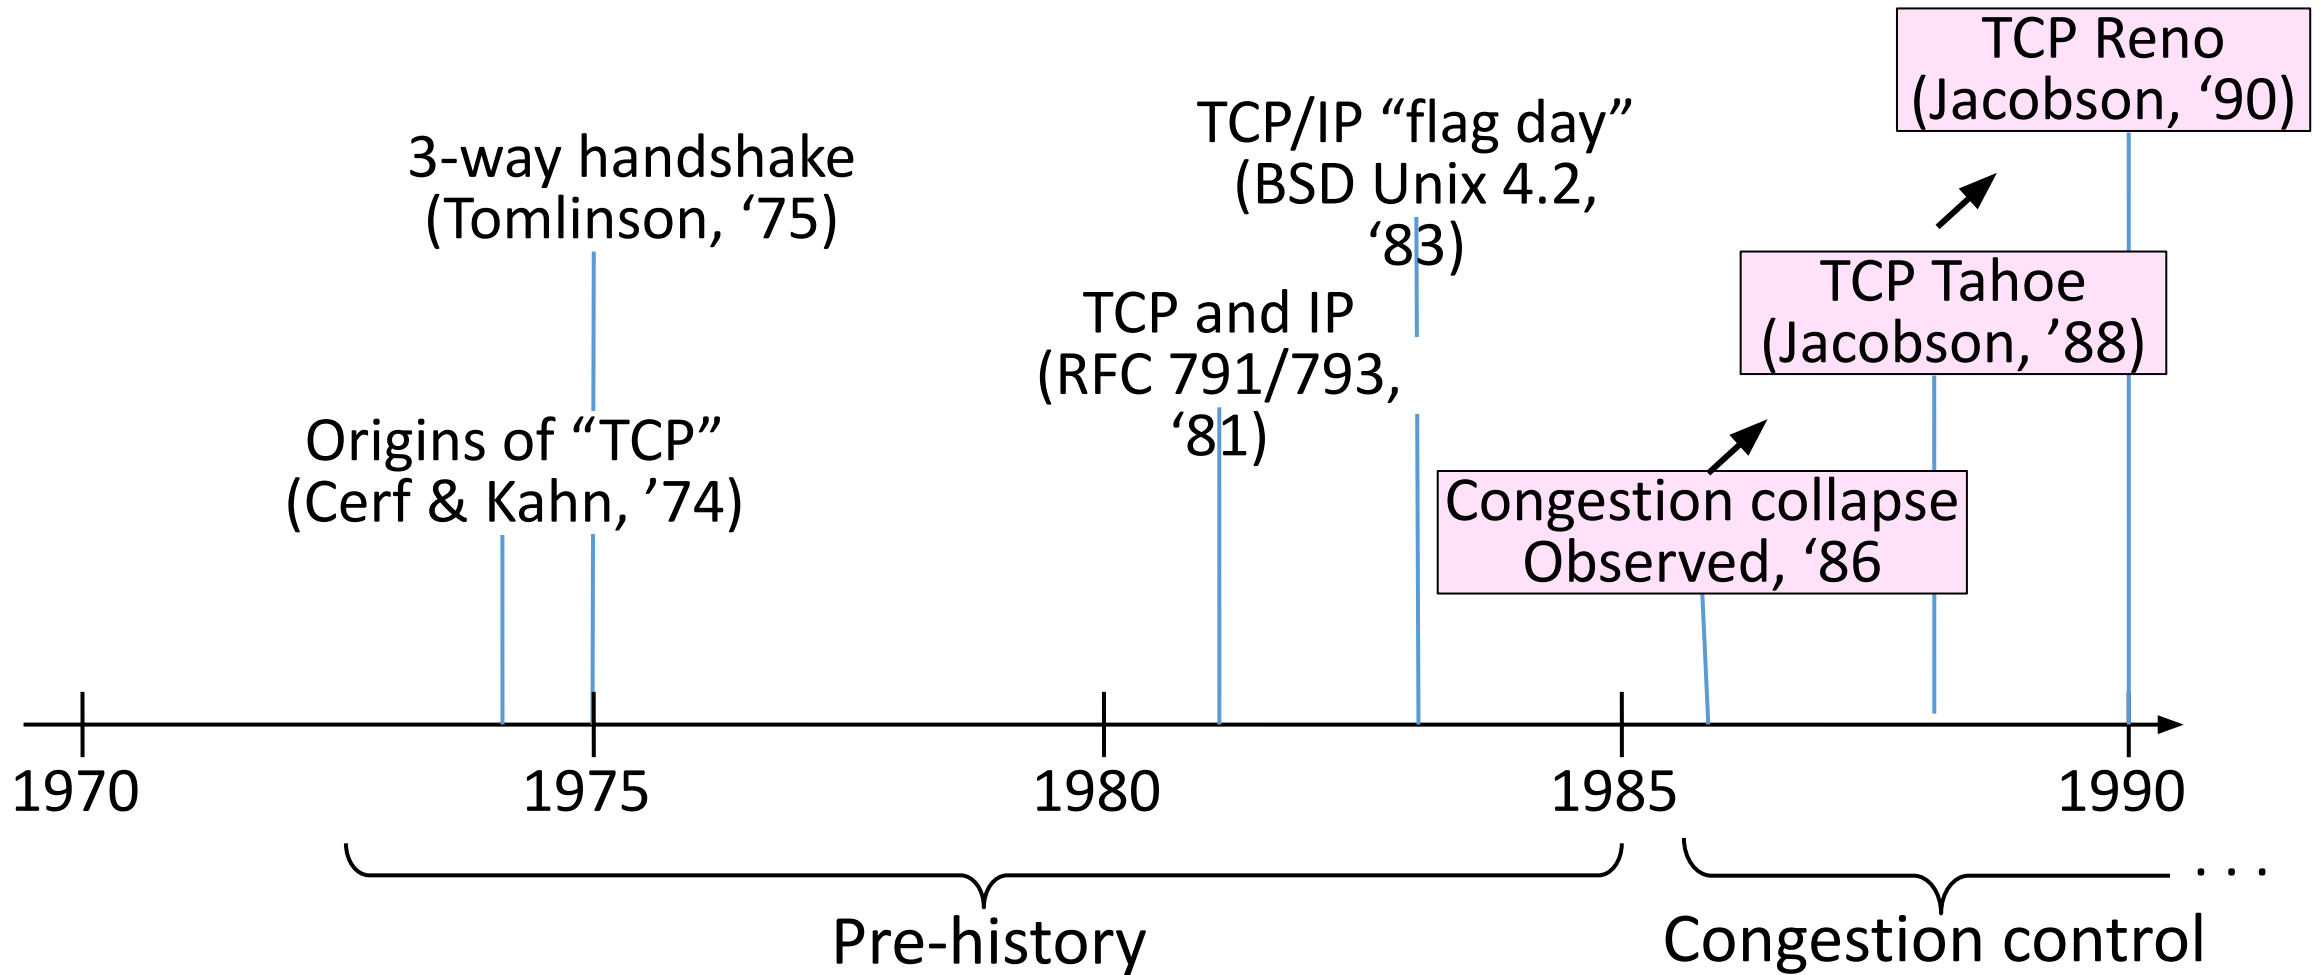 TCP Reno
(Jacobson, ‘90)
TCP/IP “flag day”
(BSD Unix 4.2,
‘83)
3-way handshake
(Tomlinson, ‘75)
TCP Tahoe
(Jacobson, ’88)
TCP and IP
(RFC 791/793,
‘81)
Origins of “TCP”
(Cerf & Kahn, ’74)
Congestion collapse
Observed, ‘86
1970
1975
1980
1985
1990
. . .
Pre-history
Congestion control